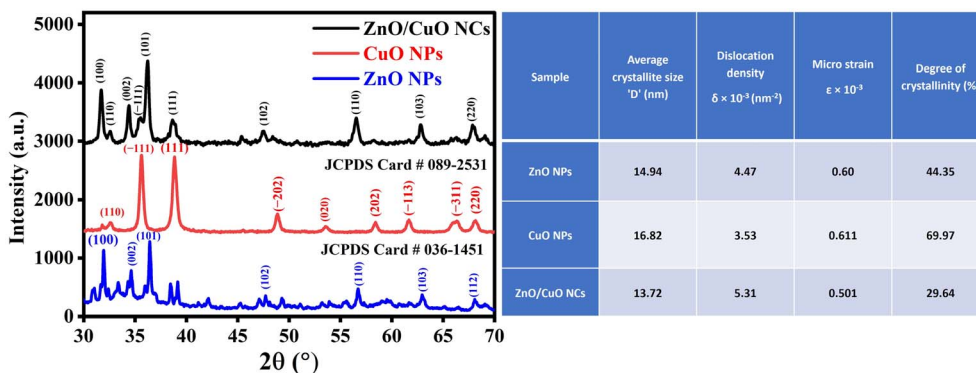 5200
4000
3000
2000
1000
0
Intensity (a.u.)
30 35 40 45 50 55 60 65 70
2θ (°)
ZnO/CuO NCs
CuO NPs
ZnO NPs
(100)
(110)
(002)
(−111)
(101)
(111)
(102)
(110)
(103)
(220)
JCPDS Card # 089-2531
(110)
(−111)
(111)
(−202)
(020)
(202)
(−113)
(−311)
(220)
JCPDS Card # 036-1451
(100)
(002)
(101)
(102)
(110)
(103)
(112)
Sample
Average
crystallite size
'D' (nm)
Dislocation
density
δ × 10⁻³ (nm⁻²)
Micro strain
ε × 10⁻³
Degree of
crystallinity (%
ZnO NPs 14.94 4.47 0.60 44.35
CuO NPs 16.82 3.53 0.611 69.97
ZnO/CuO NCs 13.72 5.31 0.501 29.64